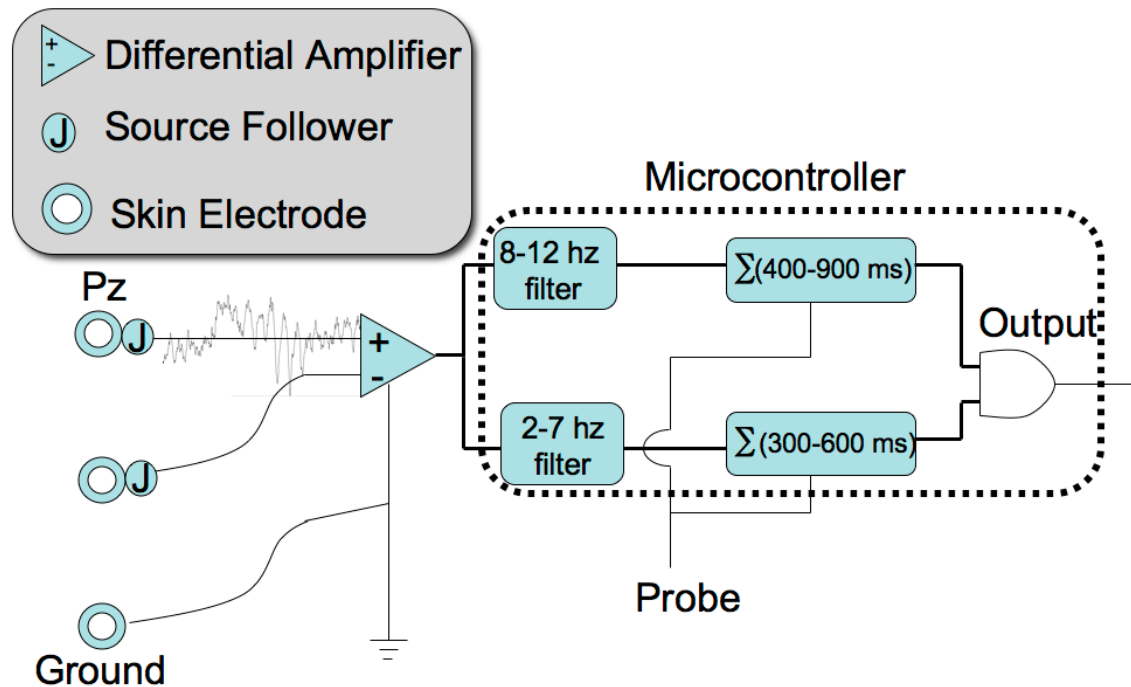 +
-
Differential Amplifier
J
Source Follower
Skin Electrode
Microcontroller
8-12 hz
filter
∑(400-900 ms)
Pz
J
+
-
Output
2-7 hz
filter
∑(300-600 ms)
J
Probe
Ground